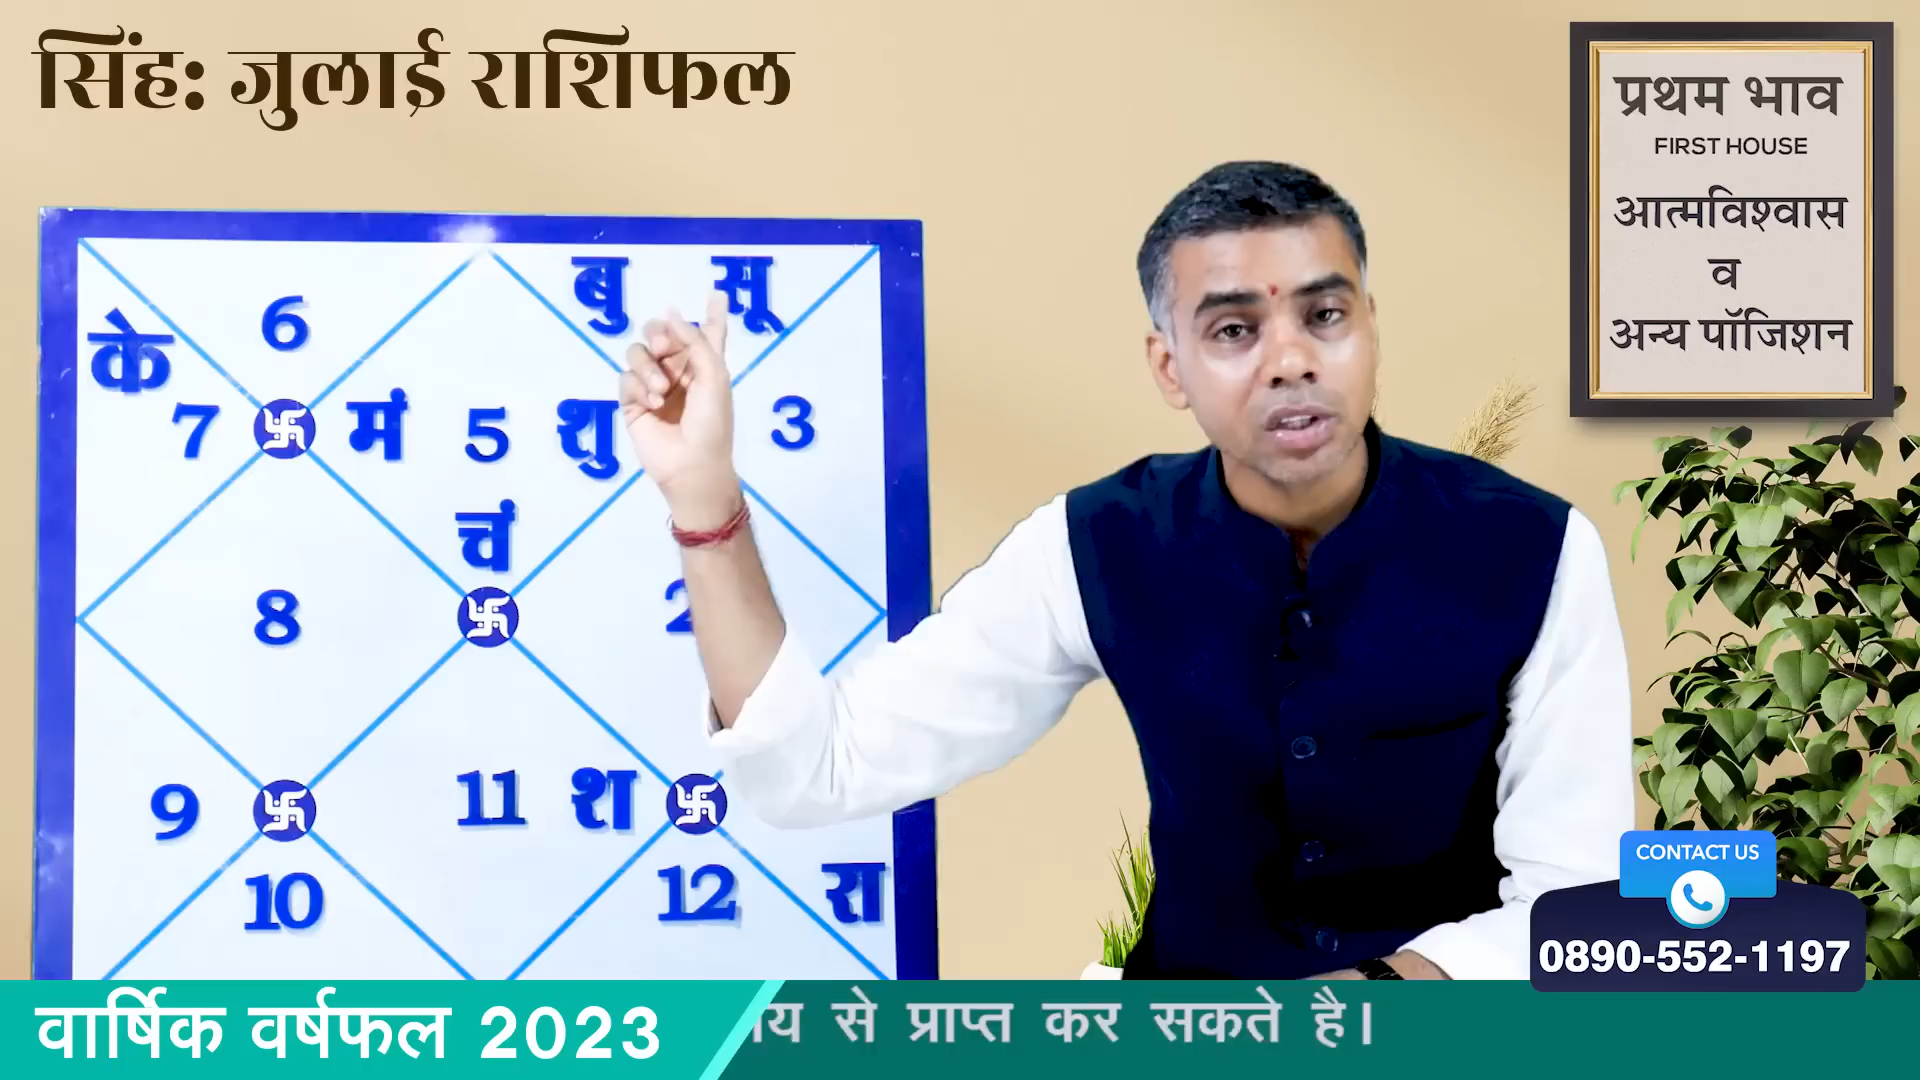 सिंह: जुलाई राशिफल
प्रथम भाव
FIRST HOUSE
आत्मविश्वास
व
अन्य पॉजिशन
बु सू
6
के
7 मं 5 शु 3
चं
8
9 11 श
10 12 रा
CONTACT US
0890-552-1197
वार्षिक वर्षफल 2023
से प्राप्त कर सकते है।